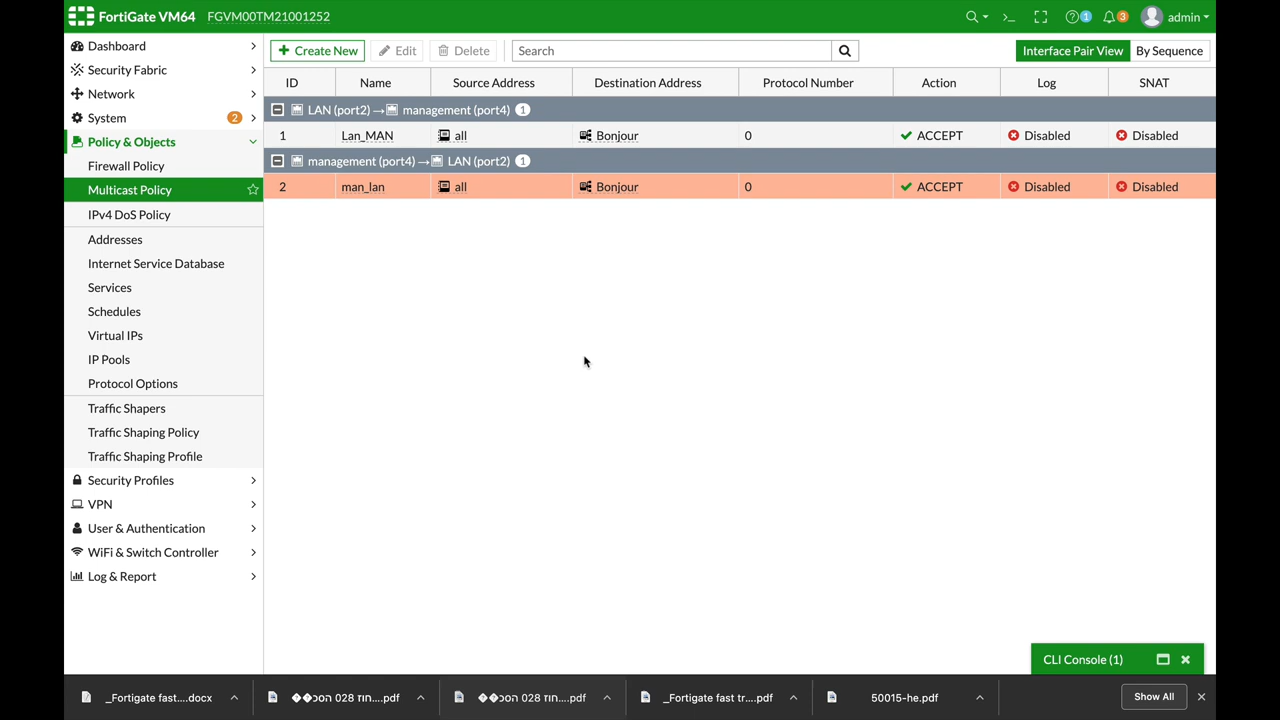 FortiGate VM64 FGVM00TM21001252 1 3 admin
Dashboard
Security Fabric
Network
System 2
Policy & Objects
Firewall Policy
Multicast Policy
IPv4 DoS Policy
Addresses
Internet Service Database
Services
Schedules
Virtual IPs
IP Pools
Protocol Options
Traffic Shapers
Traffic Shaping Policy
Traffic Shaping Profile
Security Profiles
VPN
User & Authentication
WiFi & Switch Controller
Log & Report
+ Create New Edit Delete Search Interface Pair View By Sequence
ID Name Source Address Destination Address Protocol Number Action Log SNAT
LAN (port2) → management (port4) 1
1 Lan_MAN all Bonjour 0 ACCEPT Disabled Disabled
management (port4) → LAN (port2) 1
2 man_lan all Bonjour 0 ACCEPT Disabled Disabled
CLI Console (1)
_Fortigate fast....docx ��חוז 028 הסכ....pdf ��חוז 028 הסכ....pdf _Fortigate fast tr....pdf 50015-he.pdf Show All